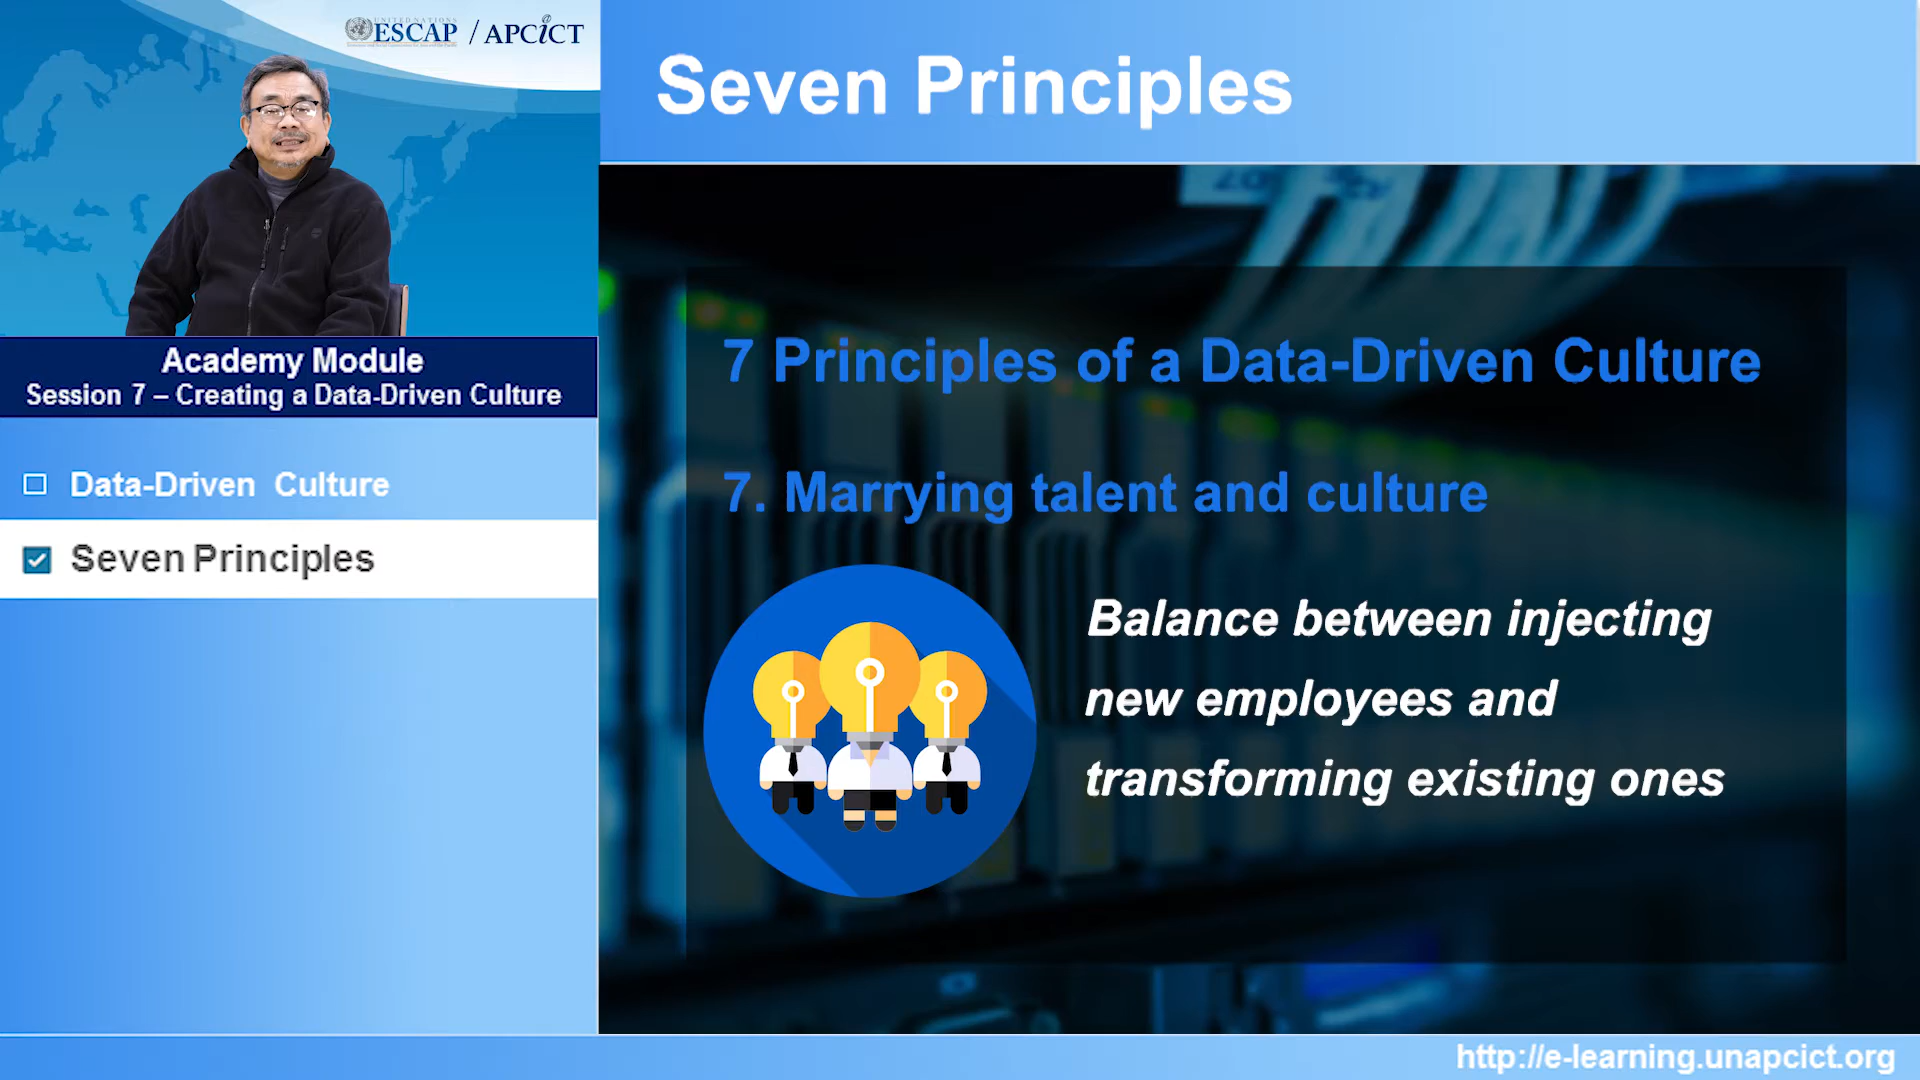 UNITED NATIONS
ESCAP / APCICT
Seven Principles
Academy Module
Session 7 – Creating a Data-Driven Culture
Data-Driven Culture
Seven Principles
7 Principles of a Data-Driven Culture
7. Marrying talent and culture
Balance between injecting
new employees and
transforming existing ones
http://e-learning.unapcict.org